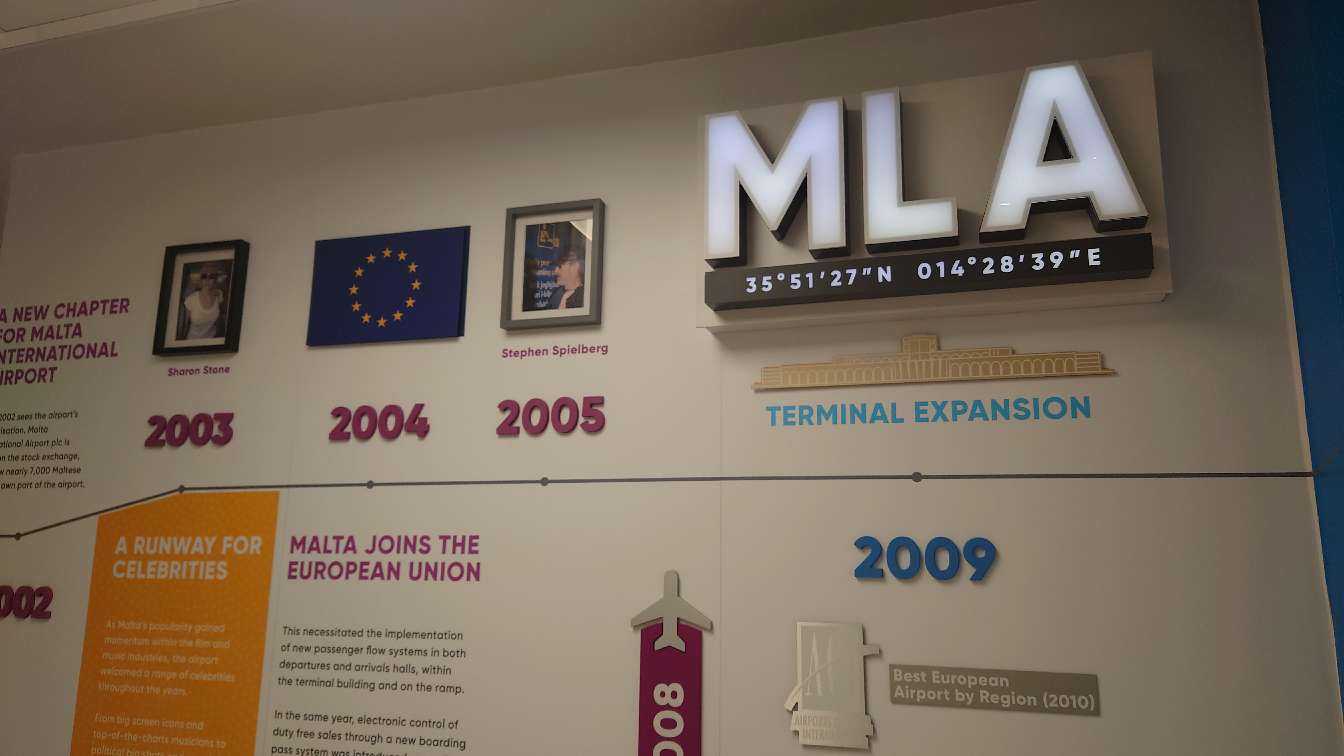 MLA
35°51'27"N 014°28'39"E
A NEW CHAPTER
FOR MALTA
INTERNATIONAL
AIRPORT
2002 sees the airport's
isation. Malta
ational Airport plc is
on the stock exchange,
w nearly 7,000 Maltese
own part of the airport.
002
Sharon Stone
2003
A RUNWAY FOR
CELEBRITIES
As Malta's popularity gained
momentum within the film and
music industries, the airport
welcomed a range of celebrities
throughout the years.
From big screen icons and
top-of-the-charts musicians to
political
2004
MALTA JOINS THE
EUROPEAN UNION
This necessitated the implementation
of new passenger flow systems in both
departures and arrivals halls, within
the terminal building and on the ramp.
In the same year, electronic control of
duty free sales through a new boarding
pass system was introduced
Stephen Spielberg
2005
008
TERMINAL EXPANSION
2009
Best European
Airport by Region (2010)